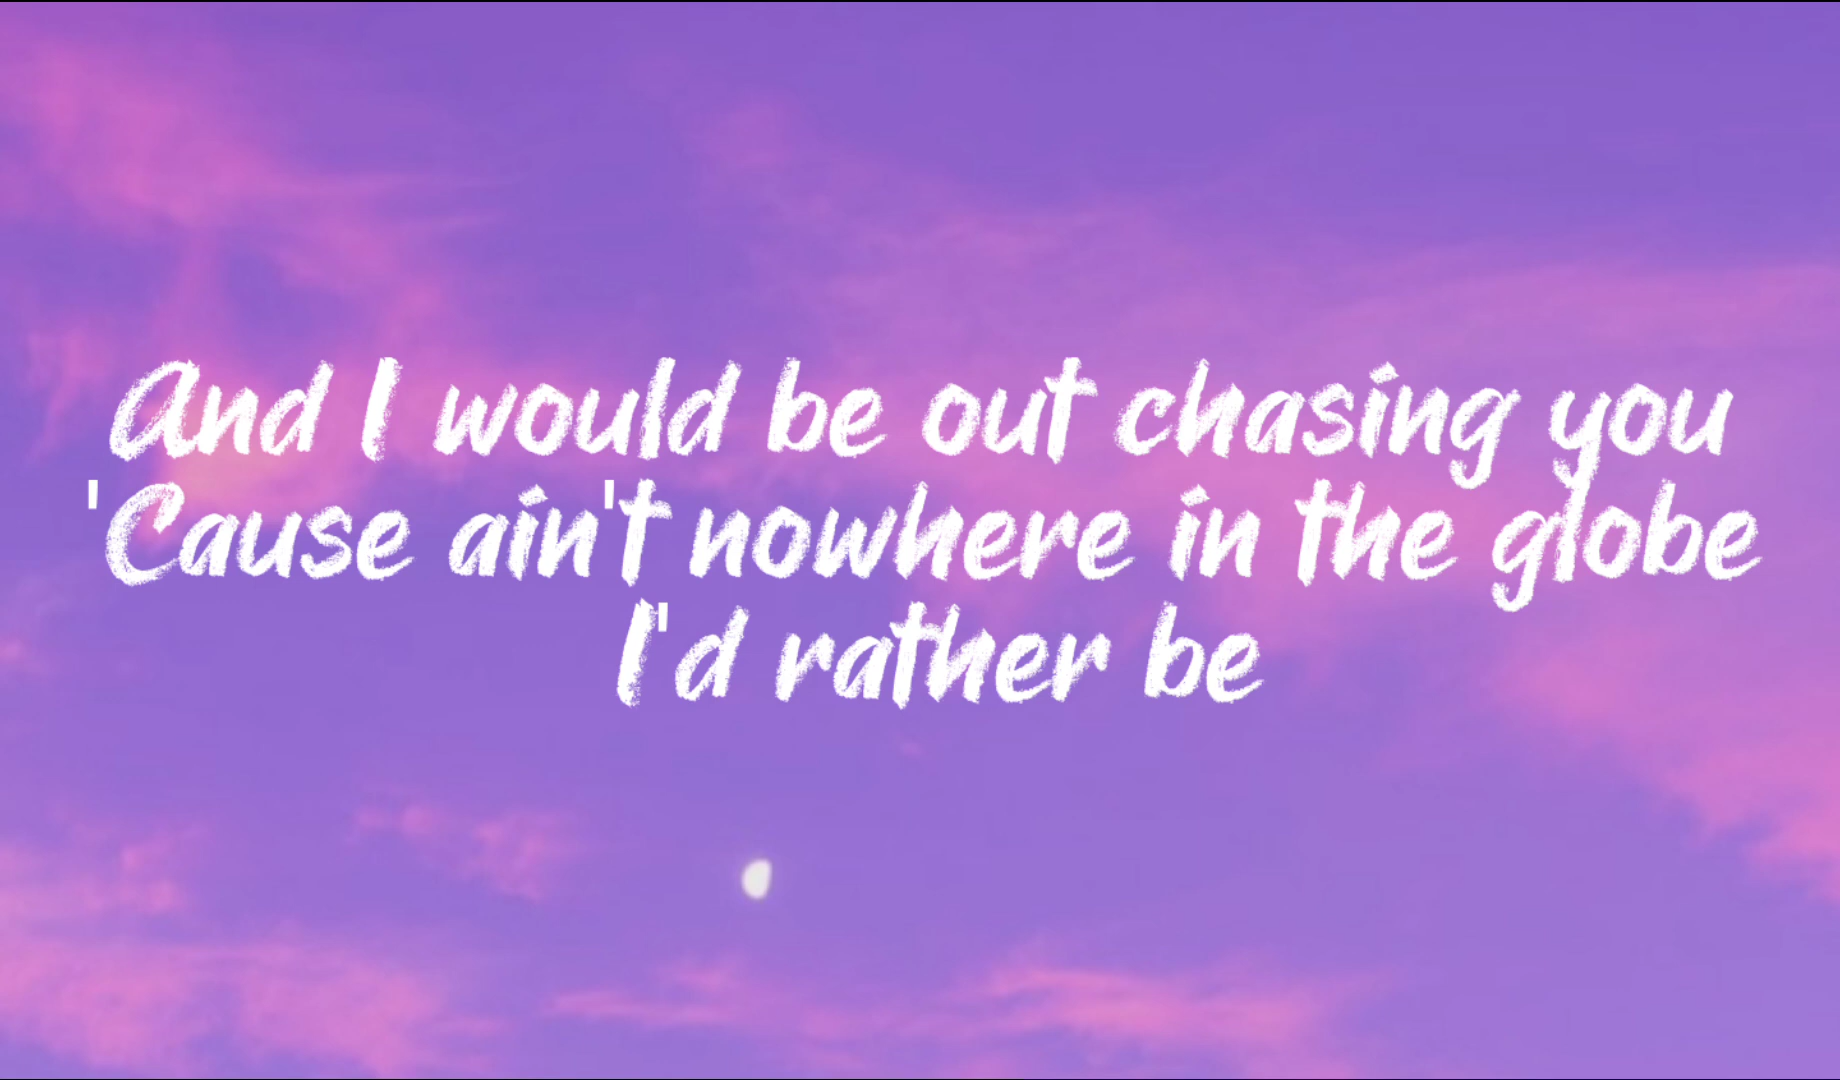 And I would be out chasing you
'Cause ain't nowhere in the globe
I'd rather be